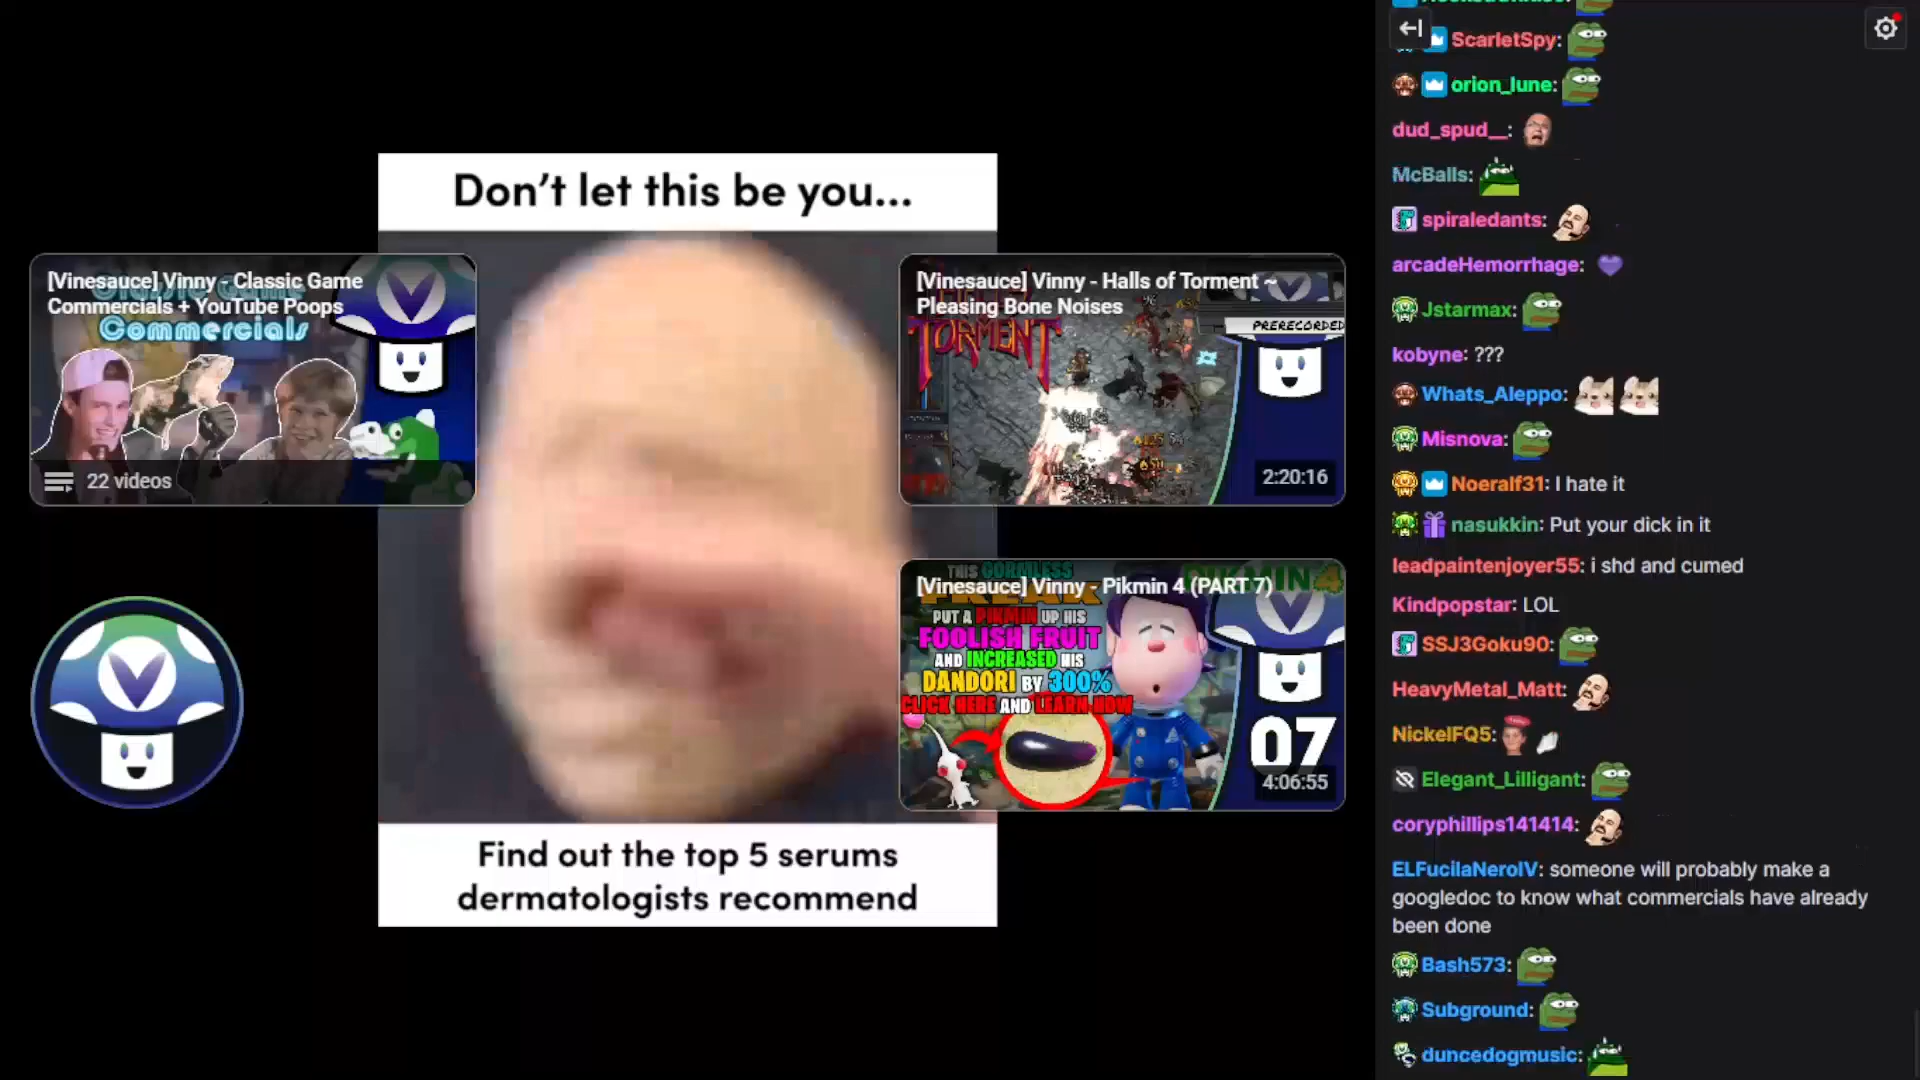 Don't let this be you...
[Vinesauce] Vinny - Classic Game
Commercials + YouTube Poops
Commercials
22 videos
[Vinesauce] Vinny - Halls of Torment ~
Pleasing Bone Noises
TORMENT
PRERECORDED
2:20:16
[Vinesauce] Vinny - Pikmin 4 (PART 7)
THIS GORMLESS
FREAK
PUT A PIKMIN UP HIS
FOOLISH FRUIT
AND INCREASED HIS
DANDORI BY 300%
CLICK HERE AND LEARN HOW
07
4:06:55
Find out the top 5 serums
dermatologists recommend
ScarletSpy:
orion_lune:
dud_spud__:
McBalls:
spiraledants:
arcadeHemorrhage:
Jstarmax:
kobyne: ???
Whats_Aleppo:
Misnova:
Noeralf31: I hate it
nasukkin: Put your dick in it
leadpaintenjoyer55: i shd and cumed
Kindpopstar: LOL
SSJ3Goku90:
HeavyMetal_Matt:
NickelFQ5:
Elegant_Lilligant:
coryphillips141414:
ELFucilaNeroIV: someone will probably make a
googledoc to know what commercials have already
been done
Bash573:
Subground:
duncedogmusic: